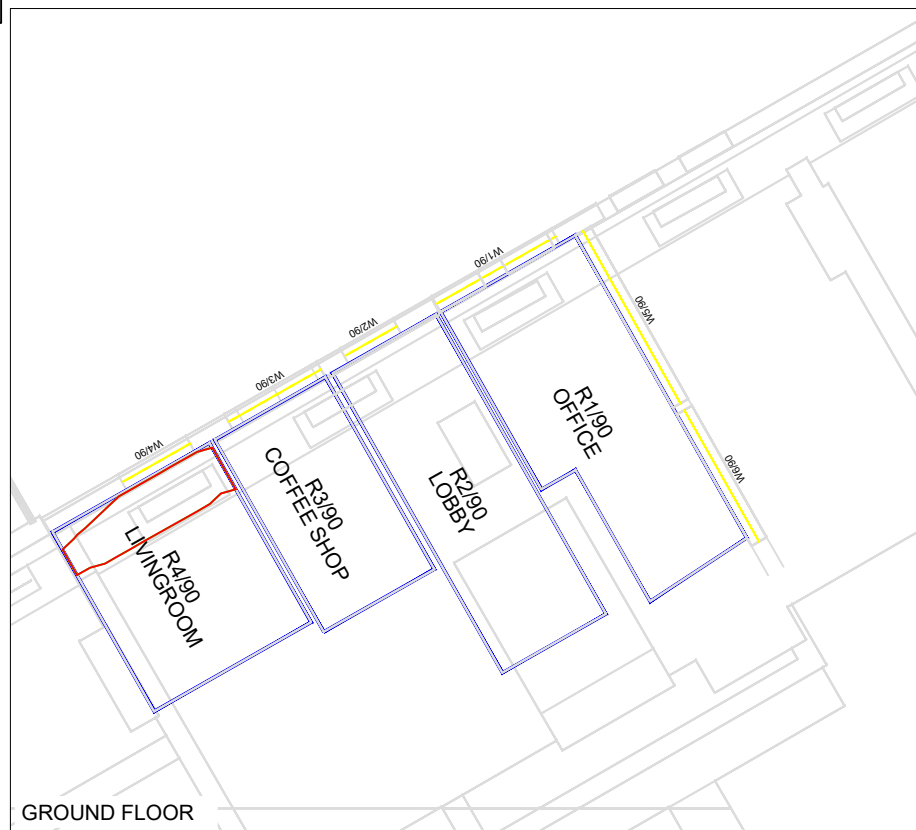 W1/90
W2/90
W3/90
W4/90
W5/90
W6/90
R1/90
OFFICE
R2/90
LOBBY
R3/90
COFFEE SHOP
R4/90
LIVINGROOM
GROUND FLOOR